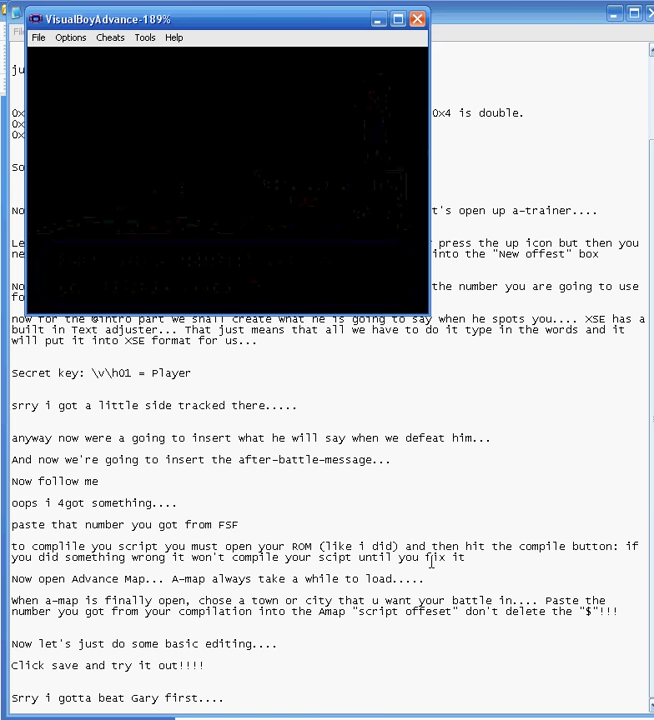 VisualBoyAdvance-189%
File Options Cheats Tools Help
ju
0x 0x4 is double.
0x
0x
So
No t's open up a-trainer....
Le press the up icon but then you
ne into the "New offest" box
No the number you are going to use
fo
now for the @intro part we shall create what he is going to say when he spots you.... XSE has a
built in Text adjuster... That just means that all we have to do it type in the words and it
will put it into XSE format for us...
Secret key: \v\h01 = Player
srry i got a little side tracked there.....
anyway now were a going to insert what he will say when we defeat him...
And now we're going to insert the after-battle-message...
Now follow me
oops i 4got something....
paste that number you got from FSF
to complile you script you must open your ROM (like i did) and then hit the compile button: if
you did something wrong it won't compile your scipt until you fix it
Now open Advance Map... A-map always take a while to load.....
When a-map is finally open, chose a town or city that u want your battle in.... Paste the
number you got from your compilation into the Amap "script offeset" don't delete the "$"!!!
Now let's just do some basic editing....
Click save and try it out!!!!
Srry i gotta beat Gary first....